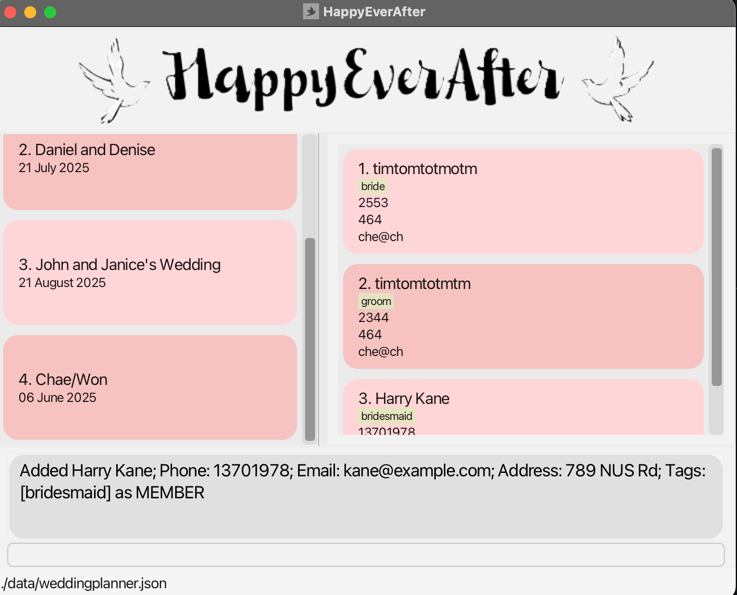 HappyEverAfter
HappyEverAfter
2. Daniel and Denise
21 July 2025
3. John and Janice's Wedding
21 August 2025
4. Chae/Won
06 June 2025
1. timtomtotmotm
bride
2553
464
che@ch
2. timtomtotmtm
groom
2344
464
che@ch
3. Harry Kane
bridesmaid
13701978
Added Harry Kane; Phone: 13701978; Email: kane@example.com; Address: 789 NUS Rd; Tags:
[bridesmaid] as MEMBER
./data/weddingplanner.json